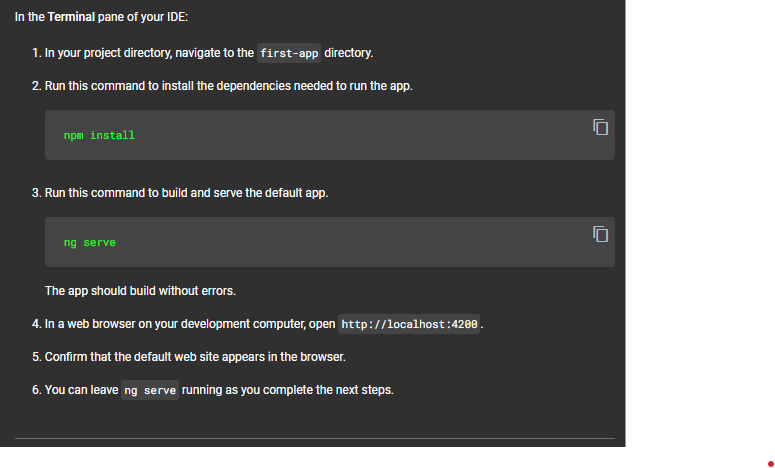 In the Terminal pane of your IDE:
1. In your project directory, navigate to the first-app directory.
2. Run this command to install the dependencies needed to run the app.
npm install
3. Run this command to build and serve the default app.
ng serve
The app should build without errors.
4. In a web browser on your development computer, open http://localhost:4200.
5. Confirm that the default web site appears in the browser.
6. You can leave ng serve running as you complete the next steps.